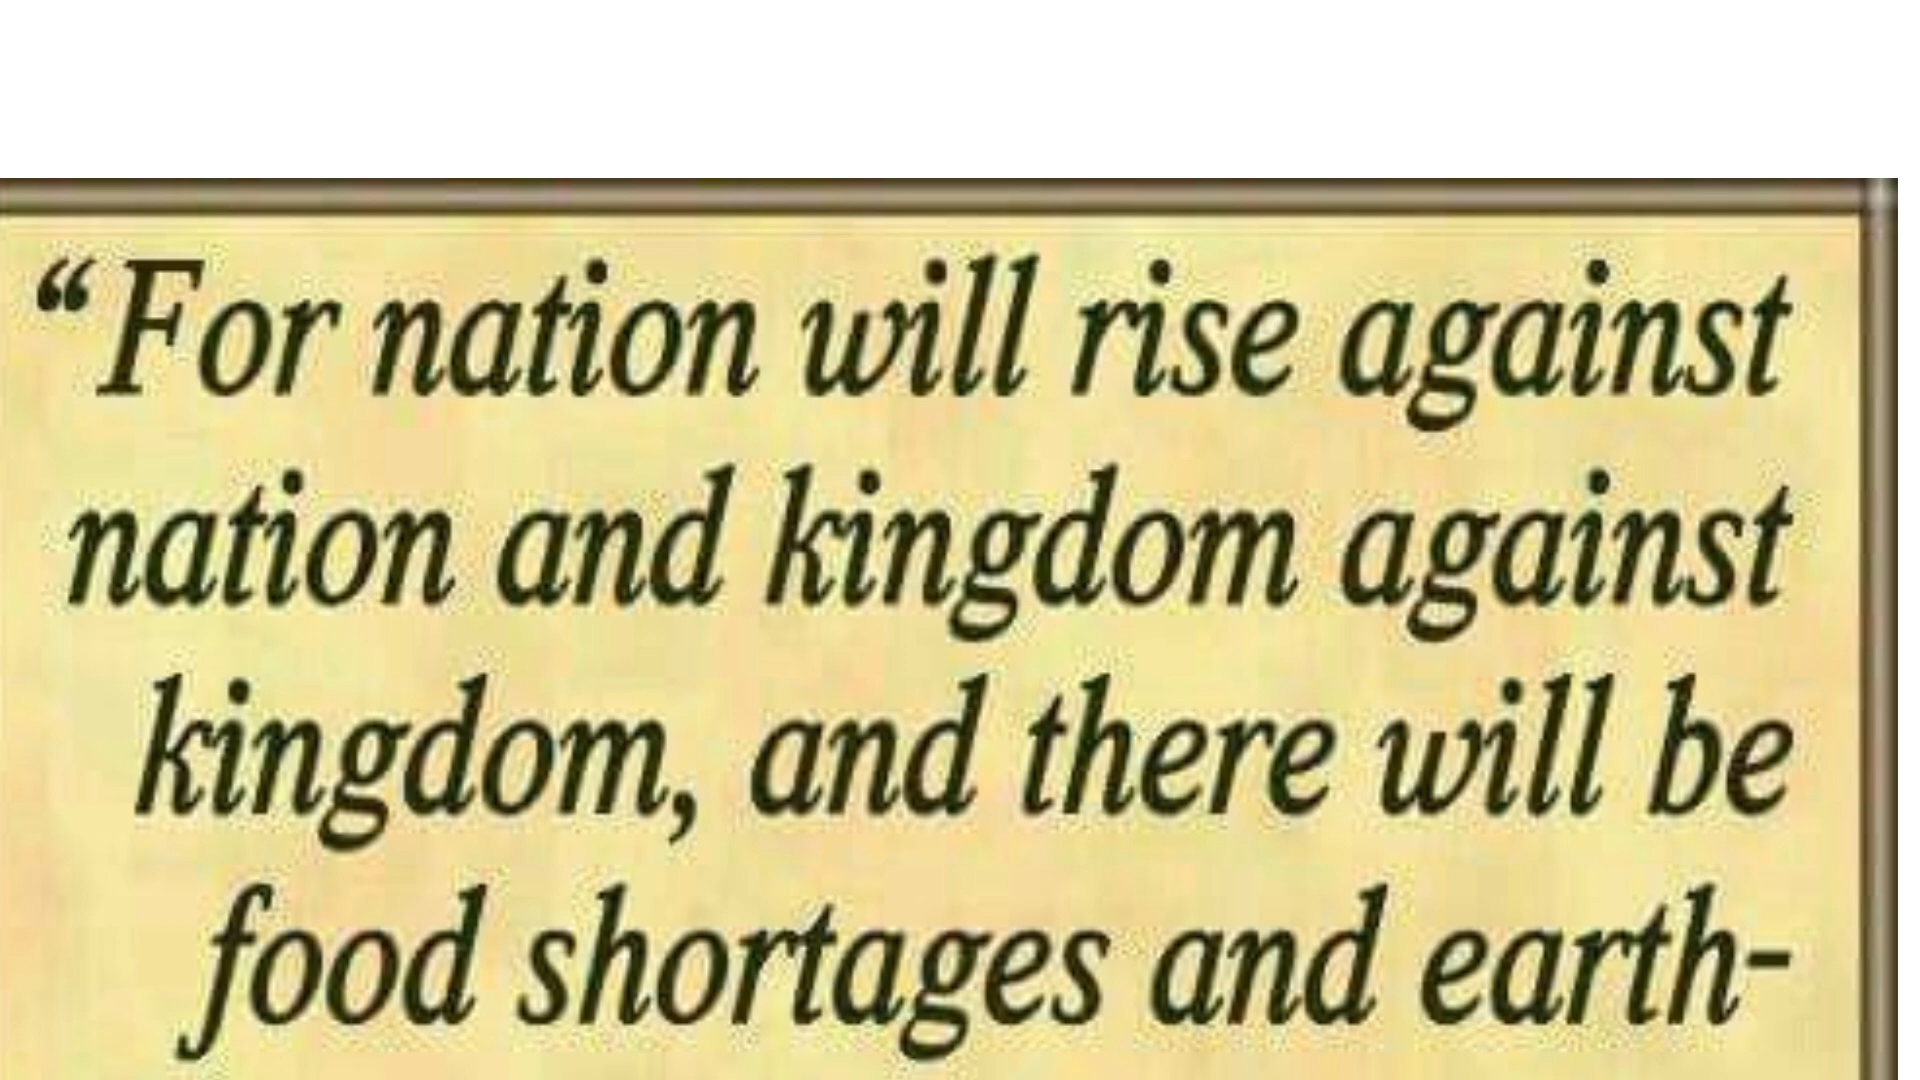 “For nation will rise against
nation and kingdom against
kingdom, and there will be
food shortages and earth-